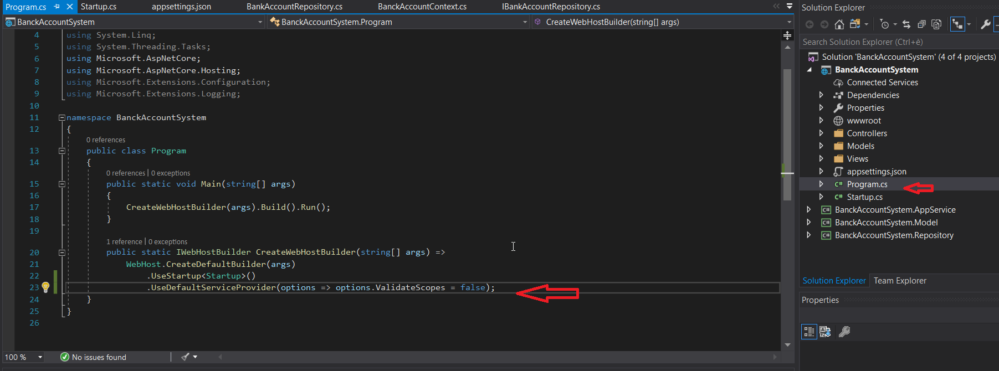 Program.cs
Startup.cs
appsettings.json
BankAccountRepository.cs
BanckAccountContext.cs
IBankAccountRepository.cs
BanckAccountSystem
BanckAccountSystem.Program
CreateWebHostBuilder(string[] args)
4 using System.Linq;
5 using System.Threading.Tasks;
6 using Microsoft.AspNetCore;
7 using Microsoft.AspNetCore.Hosting;
8 using Microsoft.Extensions.Configuration;
9 using Microsoft.Extensions.Logging;
10
11 namespace BanckAccountSystem
12 {
0 references
13 public class Program
14 {
0 references | 0 exceptions
15 public static void Main(string[] args)
16 {
17 CreateWebHostBuilder(args).Build().Run();
18 }
19
1 reference | 0 exceptions
20 public static IWebHostBuilder CreateWebHostBuilder(string[] args) =>
21 WebHost.CreateDefaultBuilder(args)
22 .UseStartup<Startup>()
23 .UseDefaultServiceProvider(options => options.ValidateScopes = false);
24 }
25 }
26
100 %
No issues found
Solution Explorer
Search Solution Explorer (Ctrl+è)
Solution 'BanckAccountSystem' (4 of 4 projects)
BanckAccountSystem
Connected Services
Dependencies
Properties
wwwroot
Controllers
Models
Views
appsettings.json
C# Program.cs
C# Startup.cs
C# BanckAccountSystem.AppService
C# BanckAccountSystem.Model
C# BanckAccountSystem.Repository
Solution Explorer
Team Explorer
Properties